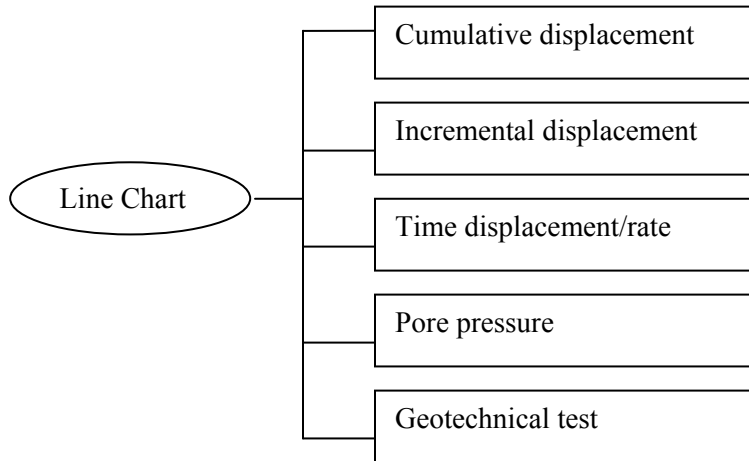 Cumulative displacement
Incremental displacement
Line Chart
Time displacement/rate
Pore pressure
Geotechnical test